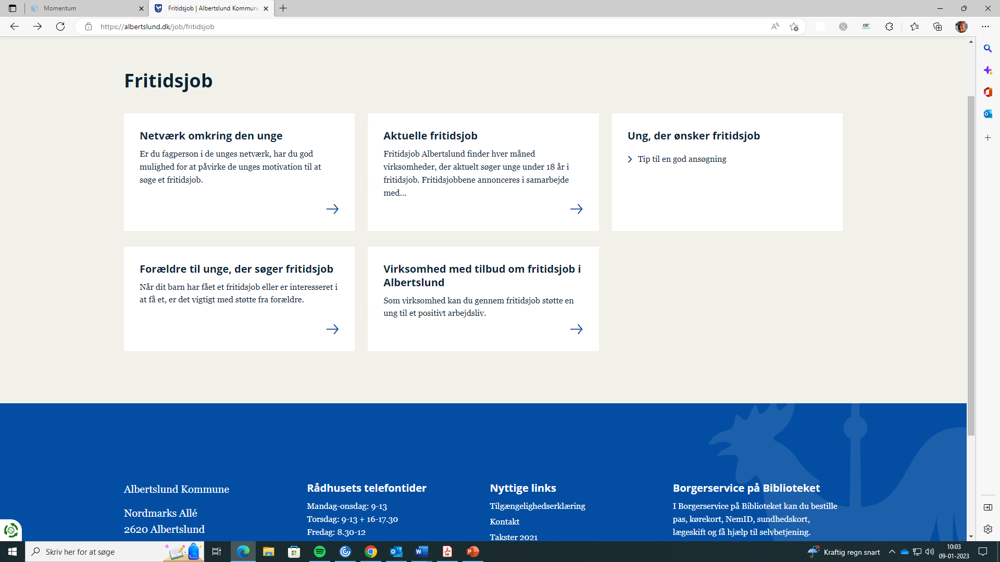 Momentum
Fritidsjob | Albertslund Kommune
https://albertslund.dk/job/fritidsjob
Fritidsjob
Netværk omkring den unge
Er du fagperson i de unges netværk, har du god
mulighed for at påvirke de unges motivation til at
søge et fritidsjob.
Aktuelle fritidsjob
Fritidsjob Albertslund finder hver måned
virksomheder, der aktuelt søger unge under 18 år i
fritidsjob. Fritidsjobbene annonceres i samarbejde
med...
Ung, der ønsker fritidsjob
Tip til en god ansøgning
Forældre til unge, der søger fritidsjob
Når dit barn har fået et fritidsjob eller er interesseret i
at få et, er det vigtigt med støtte fra forældre.
Virksomhed med tilbud om fritidsjob i
Albertslund
Som virksomhed kan du gennem fritidsjob støtte en
ung til et positivt arbejdsliv.
Albertslund Kommune
Nordmarks Allé
2620 Albertslund
Rådhusets telefontider
Mandag-onsdag: 9-13
Torsdag: 9-13 + 16-17.30
Fredag: 8.30-12
Nyttige links
Tilgængelighedserklæring
Kontakt
Takster 2021
Borgerservice på Biblioteket
I Borgerservice på Biblioteket kan du bestille
pas, kørekort, NemID, sundhedskort,
lægeskift og få hjælp til selvbetjening.
Skriv her for at søge
Kraftig regn snart
10:03
09-01-2023